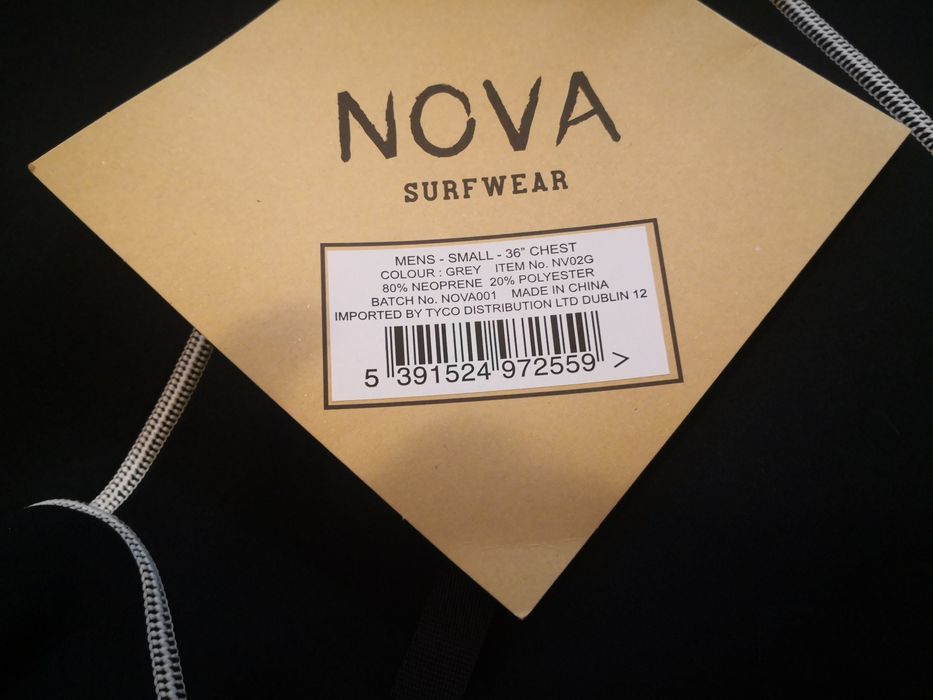 NOVA
SURFWEAR
MENS - SMALL - 36" CHEST
COLOUR : GREY ITEM No. NV02G
80% NEOPRENE 20% POLYESTER
BATCH No. NOVA001 MADE IN CHINA
IMPORTED BY TYCO DISTRIBUTION LTD DUBLIN 12
5 391524 972559 >